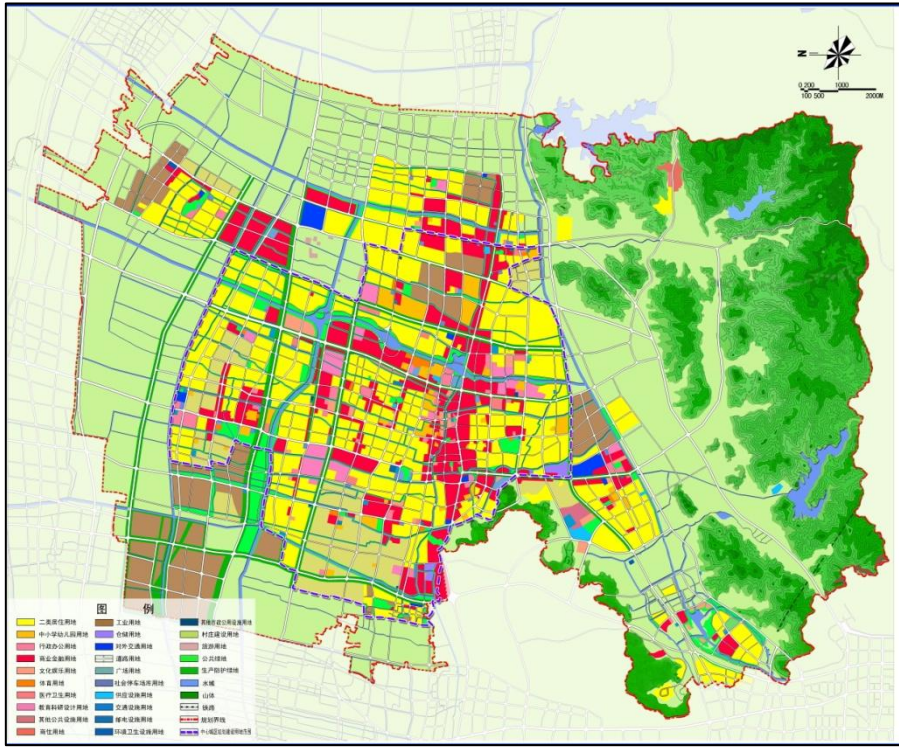 N
0 200 1000
100 500 2000M
图 例
二类居住用地
中小学幼儿园用地
行政办公用地
商业金融用地
文化娱乐用地
体育用地
医疗卫生用地
教育科研设计用地
其他公共设施用地
商住用地
工业用地
仓储用地
对外交通用地
道路用地
广场用地
社会停车场库用地
供应设施用地
交通设施用地
邮电设施用地
环境卫生设施用地
其他市政公用设施用地
村庄建设用地
旅游用地
公共绿地
生产防护绿地
水域
山体
铁路
规划界线